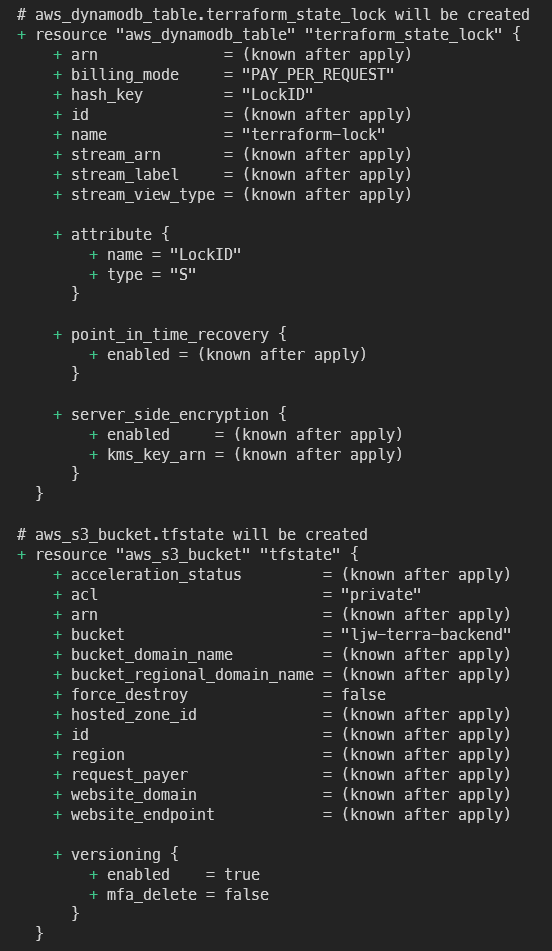 # aws_dynamodb_table.terraform_state_lock will be created
+ resource "aws_dynamodb_table" "terraform_state_lock" {
    + arn              = (known after apply)
    + billing_mode     = "PAY_PER_REQUEST"
    + hash_key         = "LockID"
    + id               = (known after apply)
    + name             = "terraform-lock"
    + stream_arn       = (known after apply)
    + stream_label     = (known after apply)
    + stream_view_type = (known after apply)

    + attribute {
        + name = "LockID"
        + type = "S"
      }

    + point_in_time_recovery {
        + enabled = (known after apply)
      }

    + server_side_encryption {
        + enabled     = (known after apply)
        + kms_key_arn = (known after apply)
      }
  }

# aws_s3_bucket.tfstate will be created
+ resource "aws_s3_bucket" "tfstate" {
    + acceleration_status         = (known after apply)
    + acl                         = "private"
    + arn                         = (known after apply)
    + bucket                      = "ljw-terra-backend"
    + bucket_domain_name          = (known after apply)
    + bucket_regional_domain_name = (known after apply)
    + force_destroy               = false
    + hosted_zone_id              = (known after apply)
    + id                          = (known after apply)
    + region                      = (known after apply)
    + request_payer               = (known after apply)
    + website_domain              = (known after apply)
    + website_endpoint            = (known after apply)

    + versioning {
        + enabled    = true
        + mfa_delete = false
      }
  }